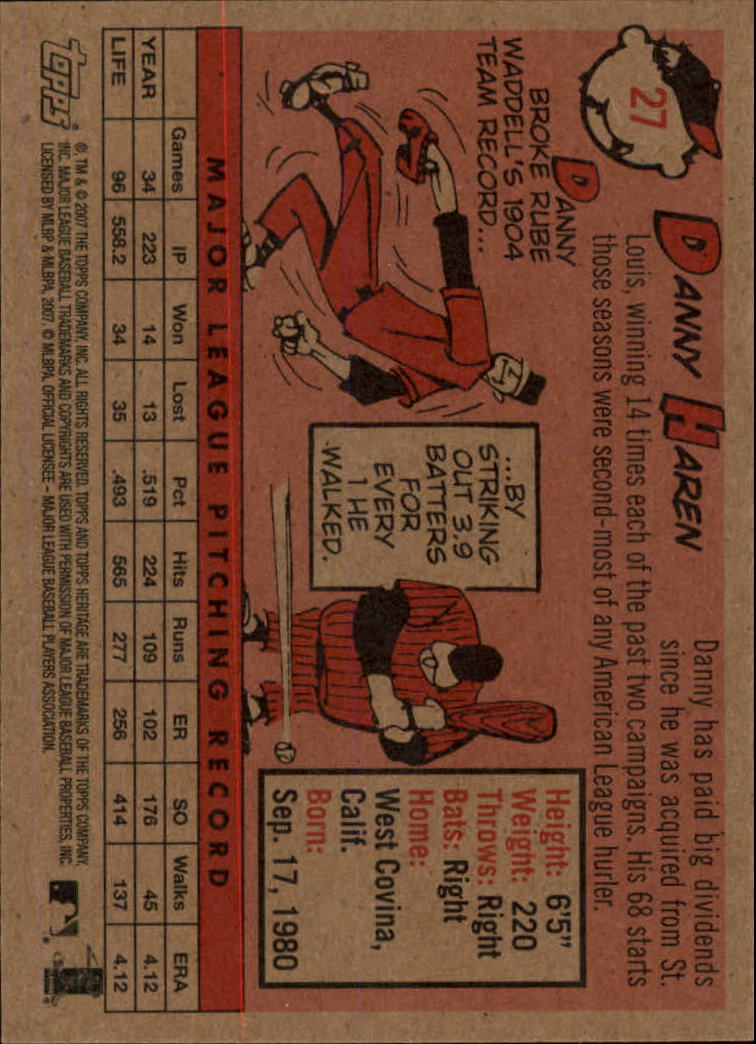 27
DANNY HAREN
Danny has paid big dividends
since he was acquired from St.
Louis, winning 14 times each of the past two campaigns. His 68 starts
those seasons were second-most of any American League hurler.
DANNY
BROKE RUBE
WADDELL'S 1904
TEAM RECORD...
...BY
STRIKING
OUT 3.9
BATTERS
FOR
EVERY
1 HE
WALKED.
Height: 6'5"
Weight: 220
Throws: Right
Bats: Right
Home:
West Covina,
Calif.
Born:
Sep. 17, 1980
MAJOR LEAGUE PITCHING RECORD
Games IP Won Lost Pct Hits Runs ER SO Walks ERA
YEAR 34 223 14 13 .519 224 109 102 176 45 4.12
LIFE 96 558.2 34 35 .493 565 277 256 414 137 4.12
Topps
®, TM & © 2007 THE TOPPS COMPANY, INC. ALL RIGHTS RESERVED. TOPPS AND TOPPS HERITAGE ARE TRADEMARKS OF THE TOPPS COMPANY,
INC. MAJOR LEAGUE BASEBALL TRADEMARKS AND COPYRIGHTS ARE USED WITH PERMISSION OF MAJOR LEAGUE BASEBALL PROPERTIES, INC.
LICENSED BY MLBP & MLBPA, 2007. © MLBPA, OFFICIAL LICENSEE – MAJOR LEAGUE BASEBALL PLAYERS ASSOCIATION.